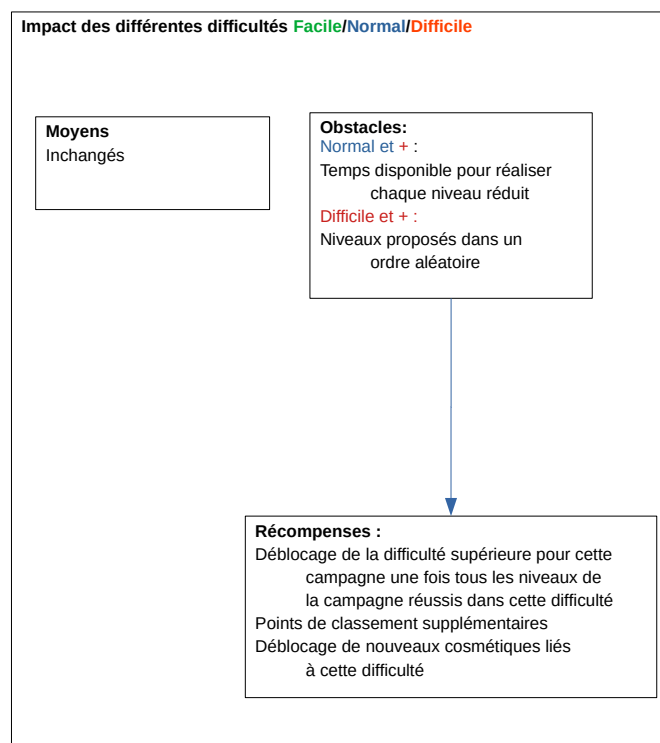 Impact des différentes difficultés Facile/Normal/Difficile
Moyens
Inchangés
Obstacles:
Normal et + :
Temps disponible pour réaliser
chaque niveau réduit
Difficile et + :
Niveaux proposés dans un
ordre aléatoire
Récompenses :
Déblocage de la difficulté supérieure pour cette
campagne une fois tous les niveaux de
la campagne réussis dans cette difficulté
Points de classement supplémentaires
Déblocage de nouveaux cosmétiques liés
à cette difficulté